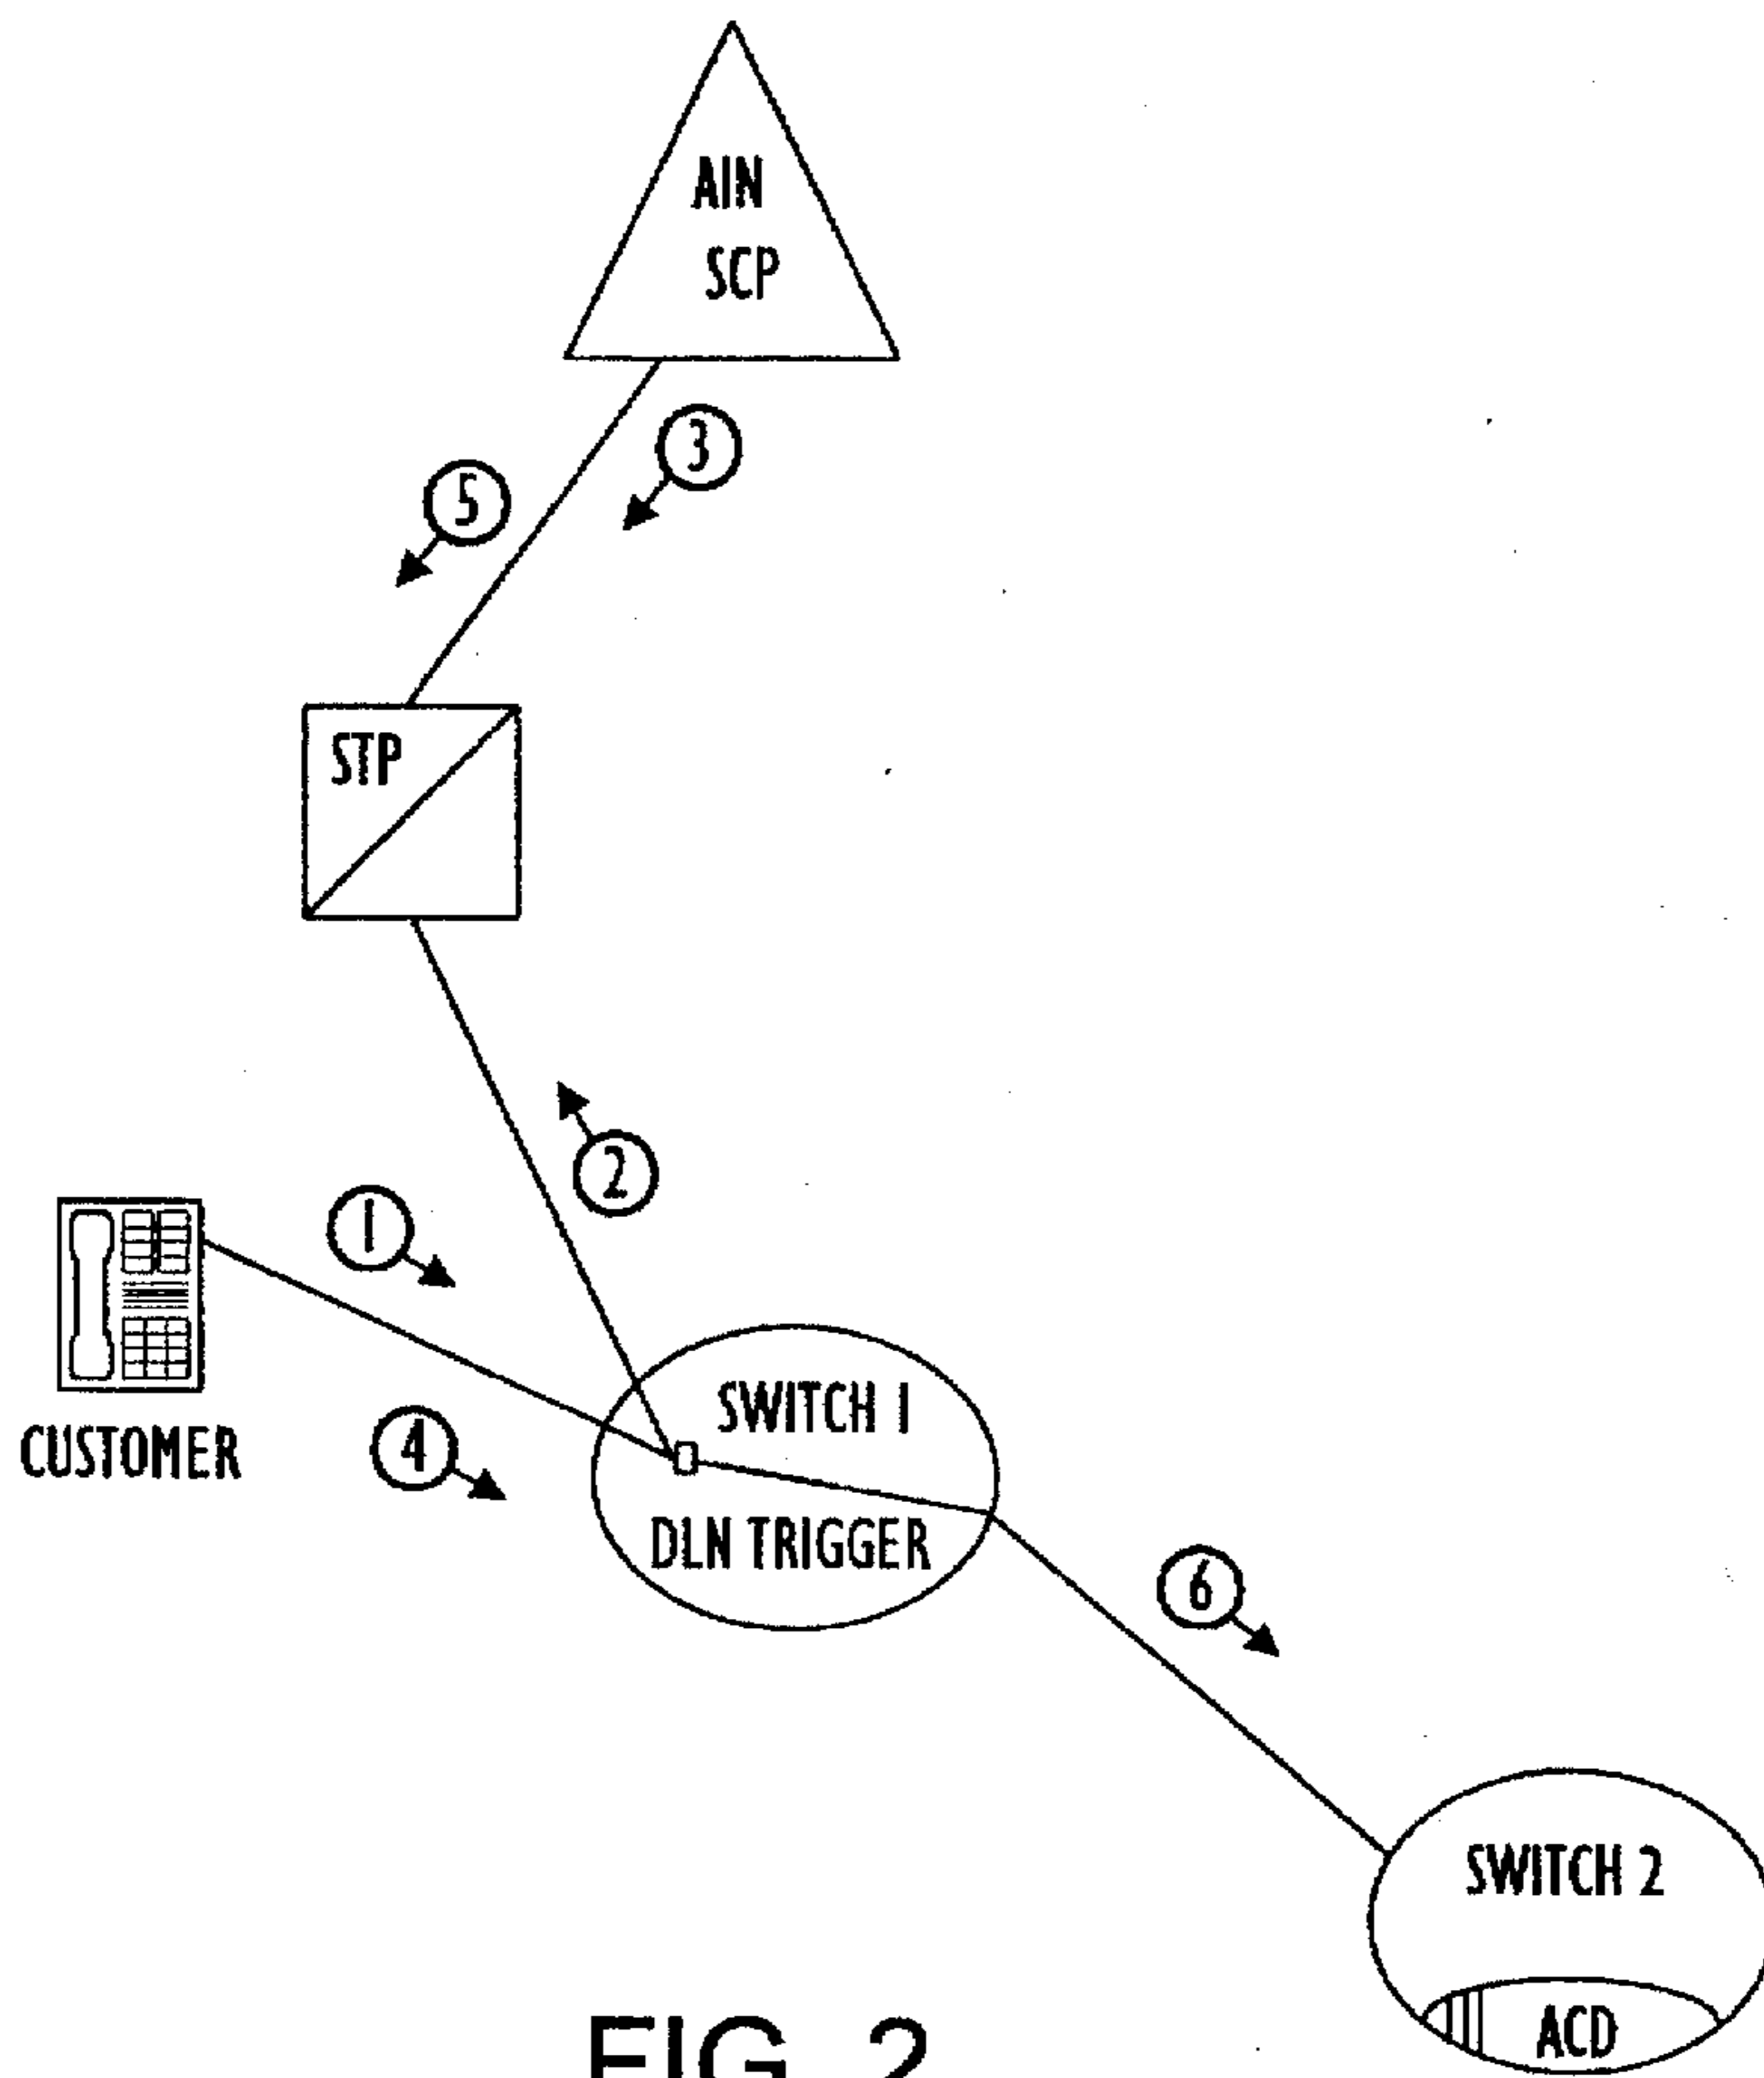 AIN
SCP
3
5
STP
2
1
SWITCH 1
CUSTOMER
4
DLN TRIGGER
6
SWITCH 2
ACD
FIG. 2